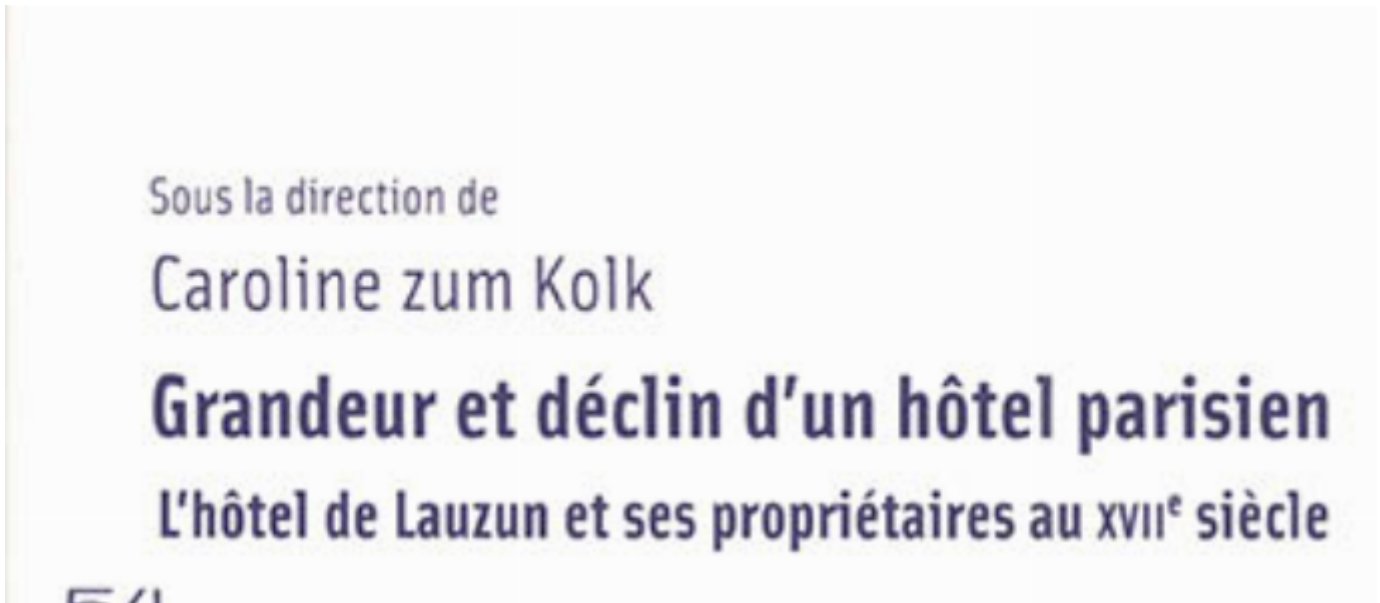 Sous la direction de
Caroline zum Kolk
Grandeur et déclin d'un hôtel parisien
L'hôtel de Lauzun et ses propriétaires au XVIIᵉ siècle